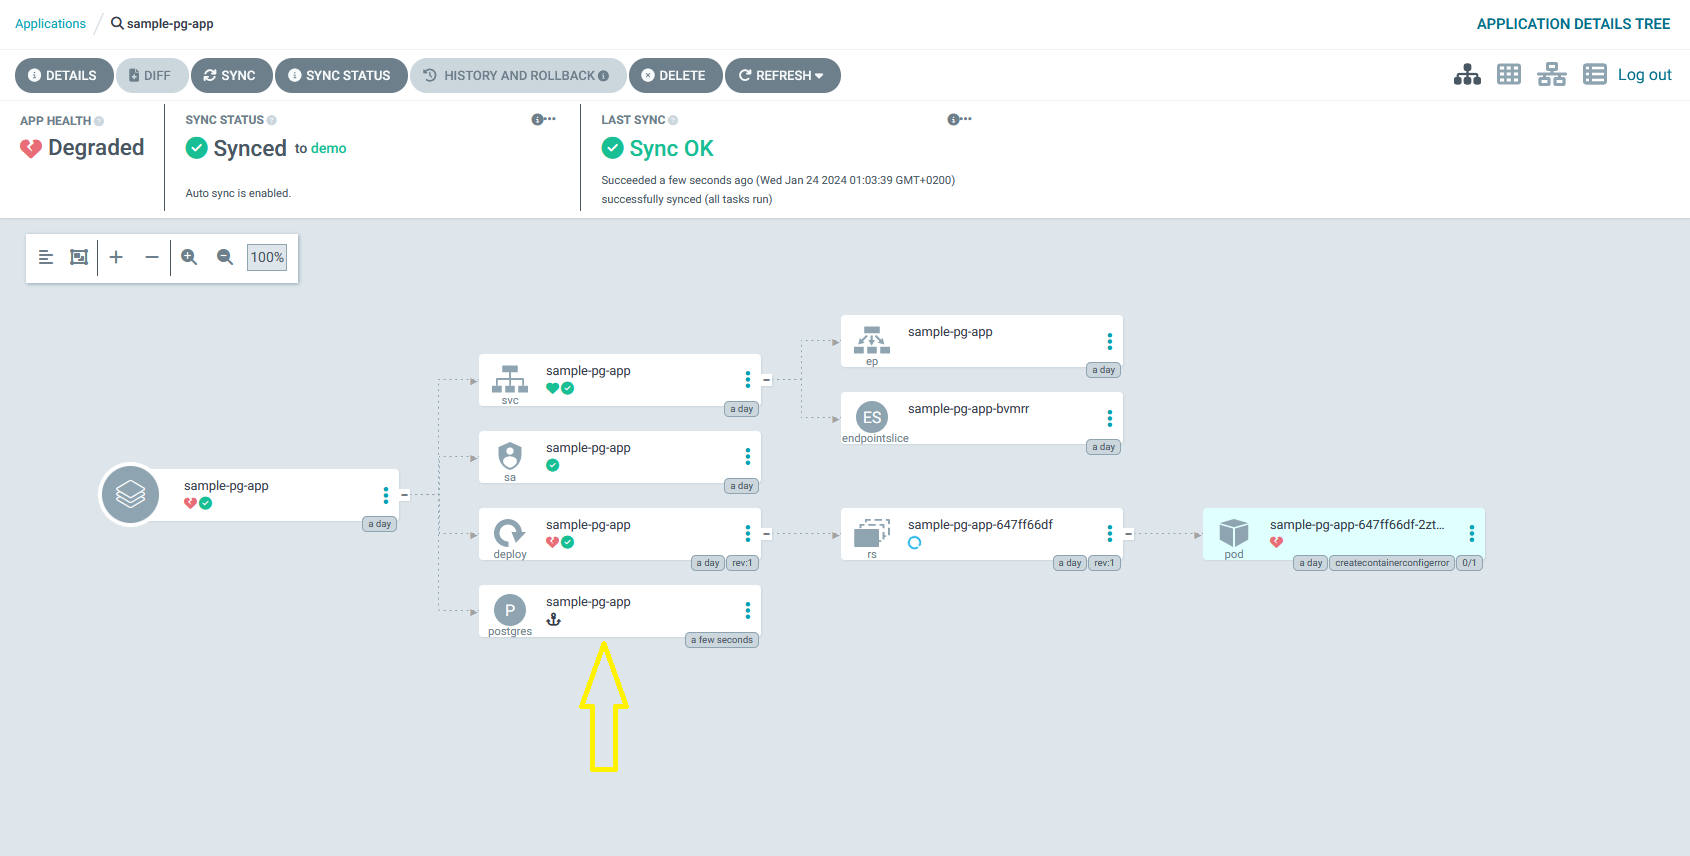 Applications / sample-pg-app
APPLICATION DETAILS TREE
DETAILS
DIFF
SYNC
SYNC STATUS
HISTORY AND ROLLBACK
DELETE
REFRESH
Log out
APP HEALTH
Degraded
SYNC STATUS
Synced to demo
Auto sync is enabled.
LAST SYNC
Sync OK
Succeeded a few seconds ago (Wed Jan 24 2024 01:03:39 GMT+0200)
successfully synced (all tasks run)
100%
sample-pg-app
a day
sample-pg-app
svc
a day
sample-pg-app
sa
a day
sample-pg-app
deploy
a day
rev:1
P
sample-pg-app
postgres
a few seconds
sample-pg-app
ep
a day
ES
sample-pg-app-bvmrr
endpointslice
a day
sample-pg-app-647ff66df
rs
a day
rev:1
sample-pg-app-647ff66df-2zt...
pod
a day
createcontainerconfigerror
0/1